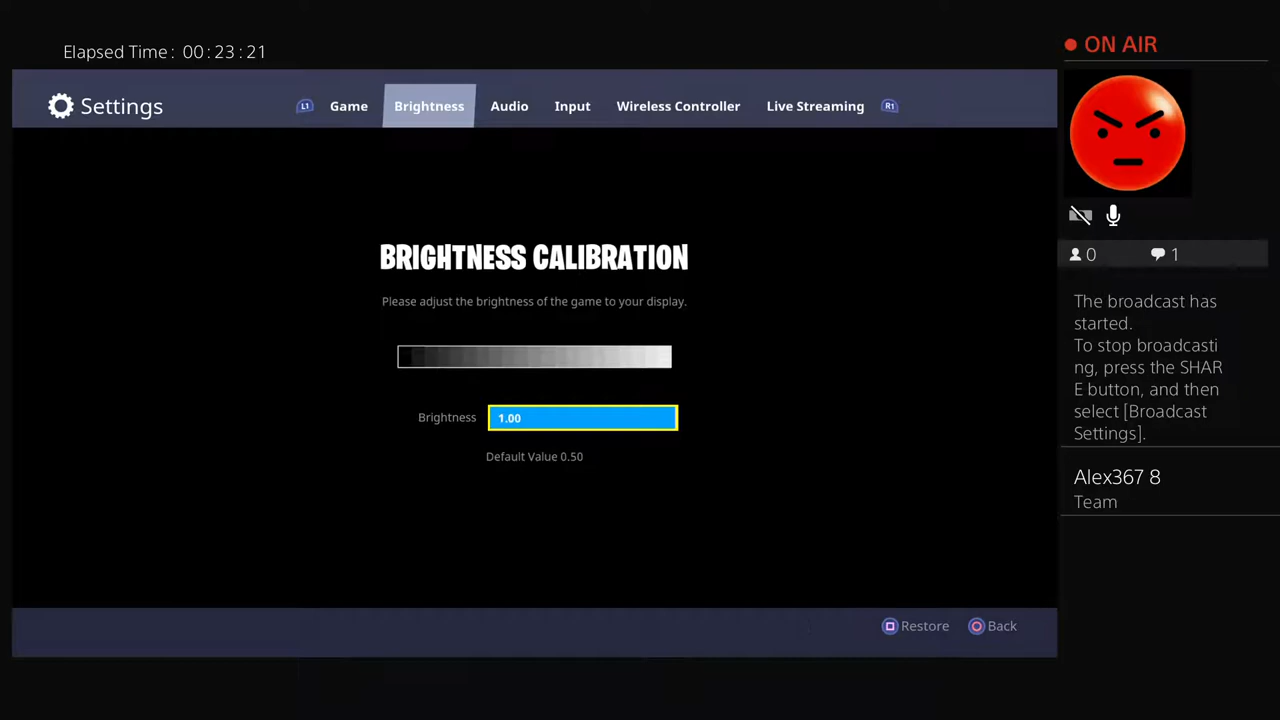 Elapsed Time: 00:23:21
ON AIR
Settings
L1 Game Brightness Audio Input Wireless Controller Live Streaming R1
0 1
BRIGHTNESS CALIBRATION
Please adjust the brightness of the game to your display.
Brightness 1.00
Default Value 0.50
Restore Back
The broadcast has
started.
To stop broadcasti
ng, press the SHAR
E button, and then
select [Broadcast
Settings].
Alex367 8
Team